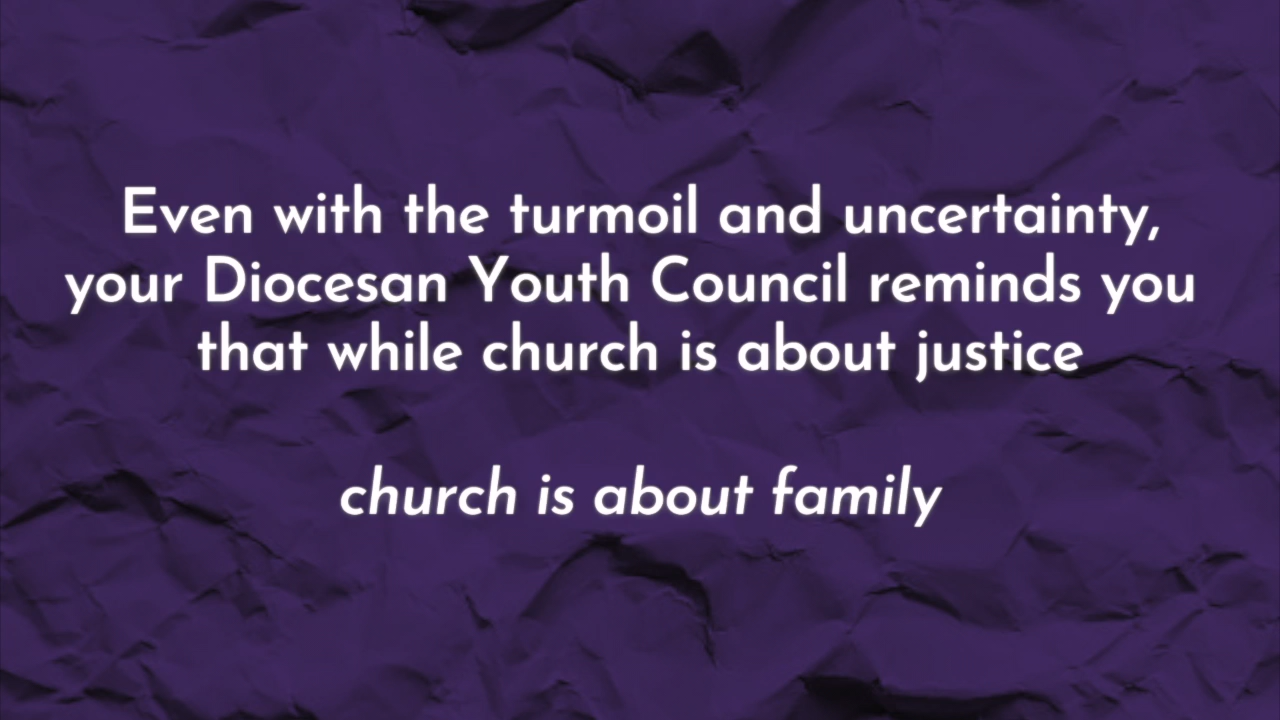 Even with the turmoil and uncertainty,
your Diocesan Youth Council reminds you
that while church is about justice
church is about family